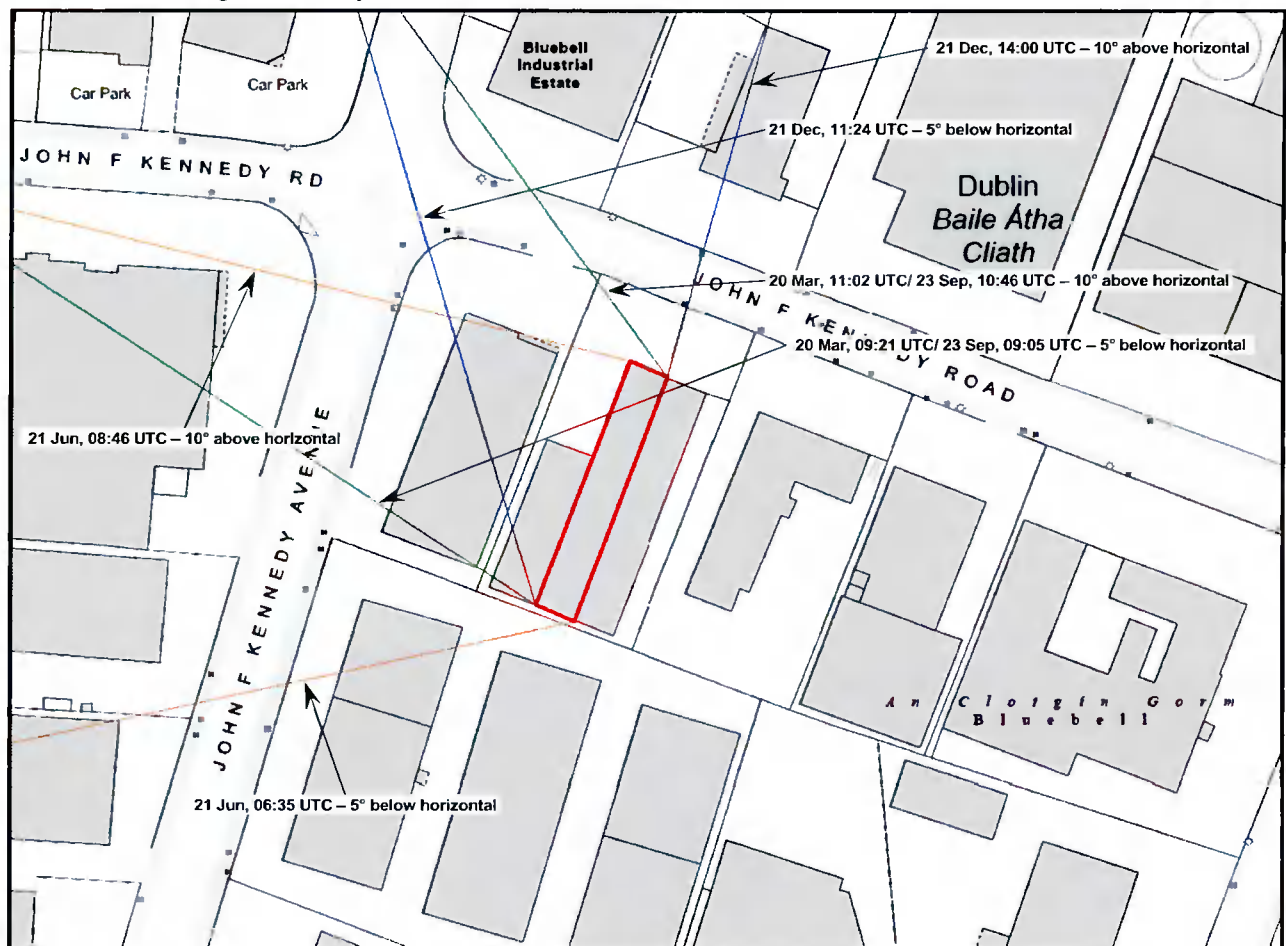 Bluebell
Industrial
Estate
21 Dec, 14:00 UTC – 10° above horizontal
Car Park
Car Park
21 Dec, 11:24 UTC – 5° below horizontal
JOHN F KENNEDY RD
Dublin
Baile Átha
Cliath
20 Mar, 11:02 UTC/ 23 Sep, 10:46 UTC – 10° above horizontal
JOHN F KENNEDY ROAD
20 Mar, 09:21 UTC/ 23 Sep, 09:05 UTC – 5° below horizontal
21 Jun, 08:46 UTC – 10° above horizontal
JOHN F KENNEDY AVENUE
An Cloigín Gorm
Bluebell
21 Jun, 06:35 UTC – 5° below horizontal